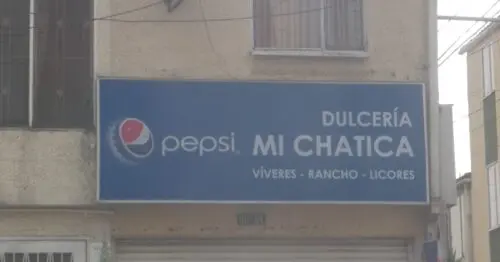 pepsi
DULCERÍA
MI CHATICA
VÍVERES - RANCHO - LICORES